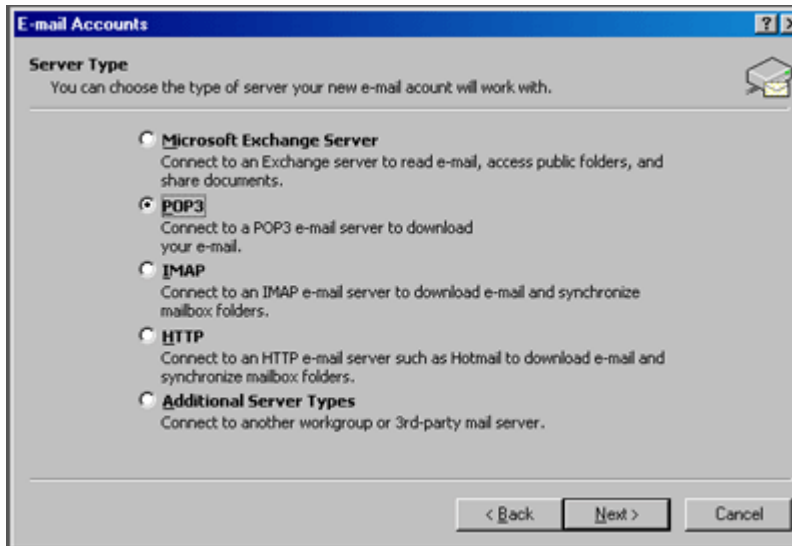 E-mail Accounts
Server Type
You can choose the type of server your new e-mail acount will work with.
Microsoft Exchange Server
Connect to an Exchange server to read e-mail, access public folders, and
share documents.
POP3
Connect to a POP3 e-mail server to download
your e-mail.
IMAP
Connect to an IMAP e-mail server to download e-mail and synchronize
mailbox folders.
HTTP
Connect to an HTTP e-mail server such as Hotmail to download e-mail and
synchronize mailbox folders.
Additional Server Types
Connect to another workgroup or 3rd-party mail server.
< Back Next > Cancel